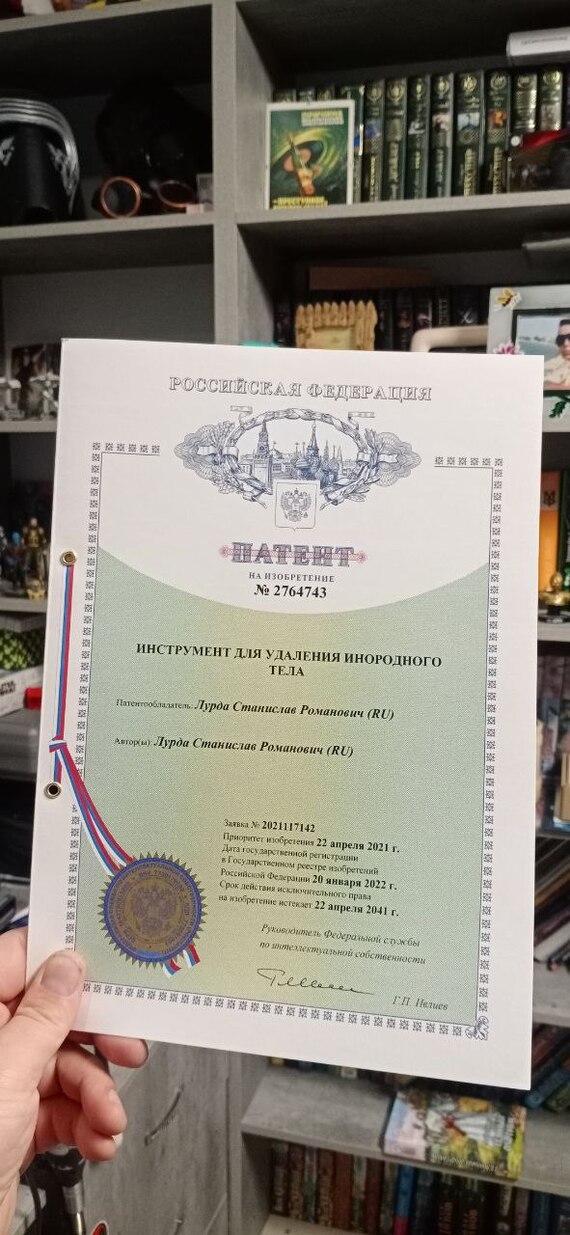 РОССИЙСКАЯ ФЕДЕРАЦИЯ
ПАТЕНТ
НА ИЗОБРЕТЕНИЕ
№ 2764743
ИНСТРУМЕНТ ДЛЯ УДАЛЕНИЯ ИНОРОДНОГО
ТЕЛА
Патентообладатель: Лурда Станислав Романович (RU)
Автор(ы): Лурда Станислав Романович (RU)
Заявка № 2021117142
Приоритет изобретения 22 апреля 2021 г.
Дата государственной регистрации
в Государственном реестре изобретений
Российской Федерации 20 января 2022 г.
Срок действия исключительного права
на изобретение истекает 22 апреля 2041 г.
Руководитель Федеральной службы
по интеллектуальной собственности
Г.П. Ивлиев